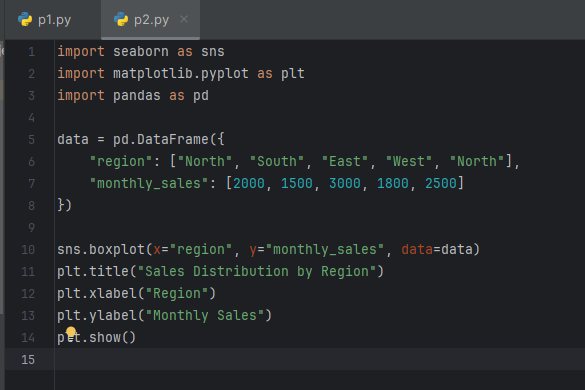 p1.py p2.py
1 import seaborn as sns
2 import matplotlib.pyplot as plt
3 import pandas as pd
4
5 data = pd.DataFrame({
6     "region": ["North", "South", "East", "West", "North"],
7     "monthly_sales": [2000, 1500, 3000, 1800, 2500]
8 })
9
10 sns.boxplot(x="region", y="monthly_sales", data=data)
11 plt.title("Sales Distribution by Region")
12 plt.xlabel("Region")
13 plt.ylabel("Monthly Sales")
14 plt.show()
15